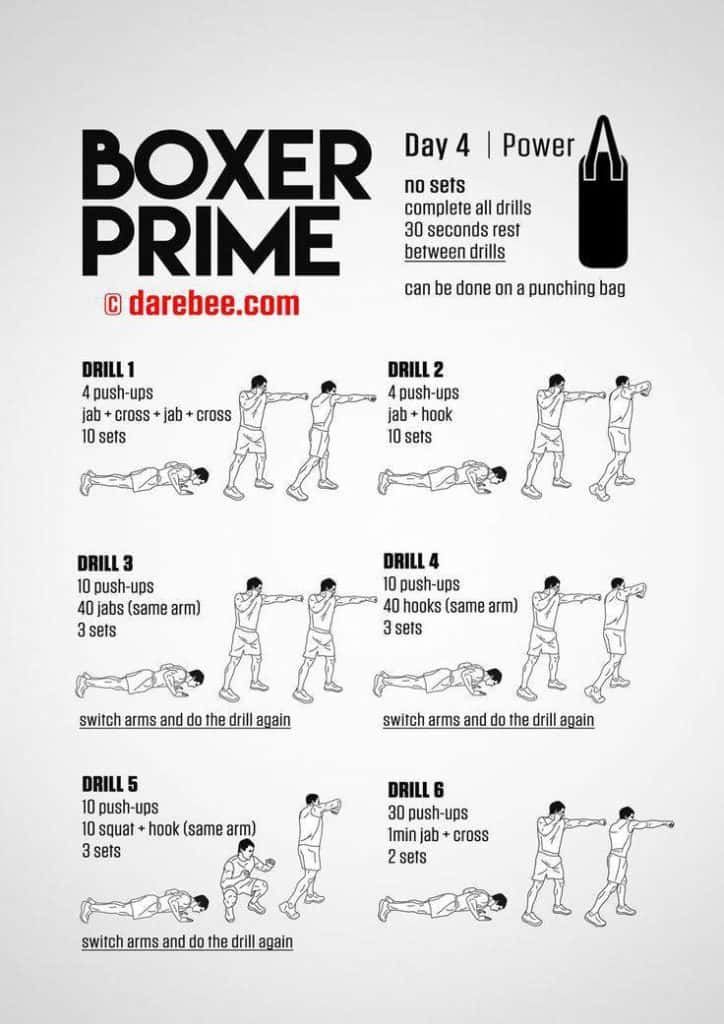 BOXER
PRIME
© darebee.com
Day 4 | Power
no sets
complete all drills
30 seconds rest
between drills
can be done on a punching bag
DRILL 1
4 push-ups
jab + cross + jab + cross
10 sets
DRILL 2
4 push-ups
jab + hook
10 sets
DRILL 3
10 push-ups
40 jabs (same arm)
3 sets
switch arms and do the drill again
DRILL 4
10 push-ups
40 hooks (same arm)
3 sets
switch arms and do the drill again
DRILL 5
10 push-ups
10 squat + hook (same arm)
3 sets
switch arms and do the drill again
DRILL 6
30 push-ups
1min jab + cross
2 sets